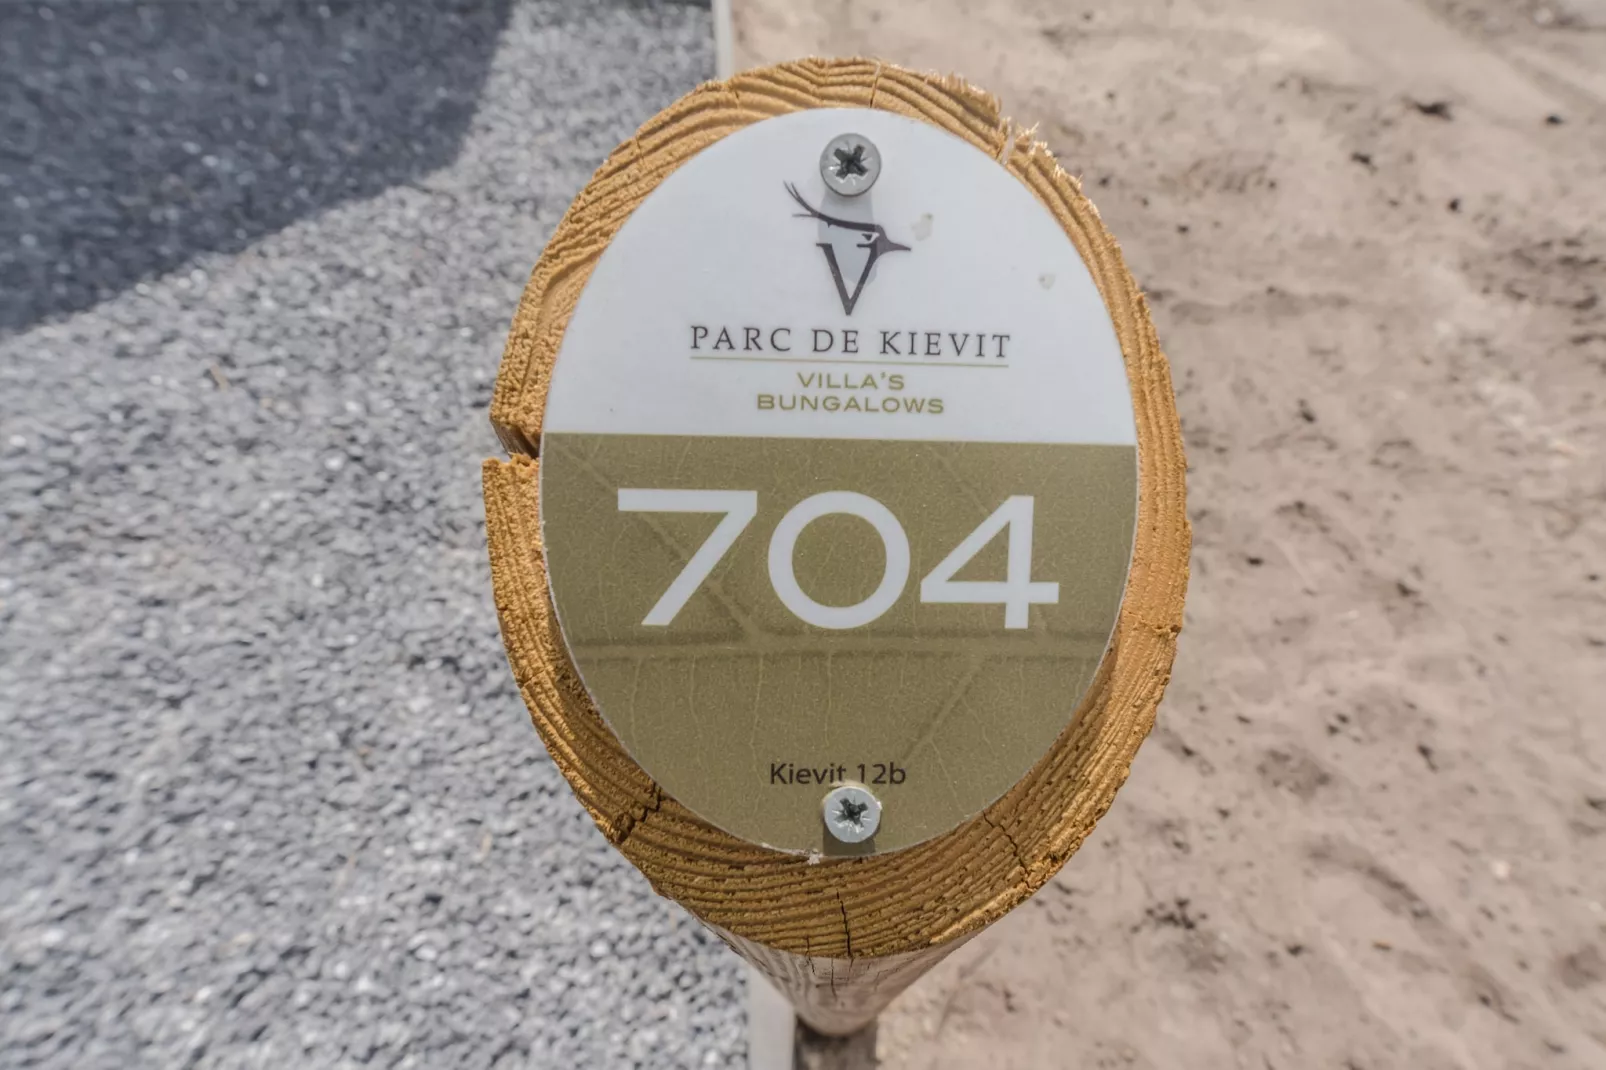 PARC DE KIEVIT
VILLA'S
BUNGALOWS
704
Kievit 12b